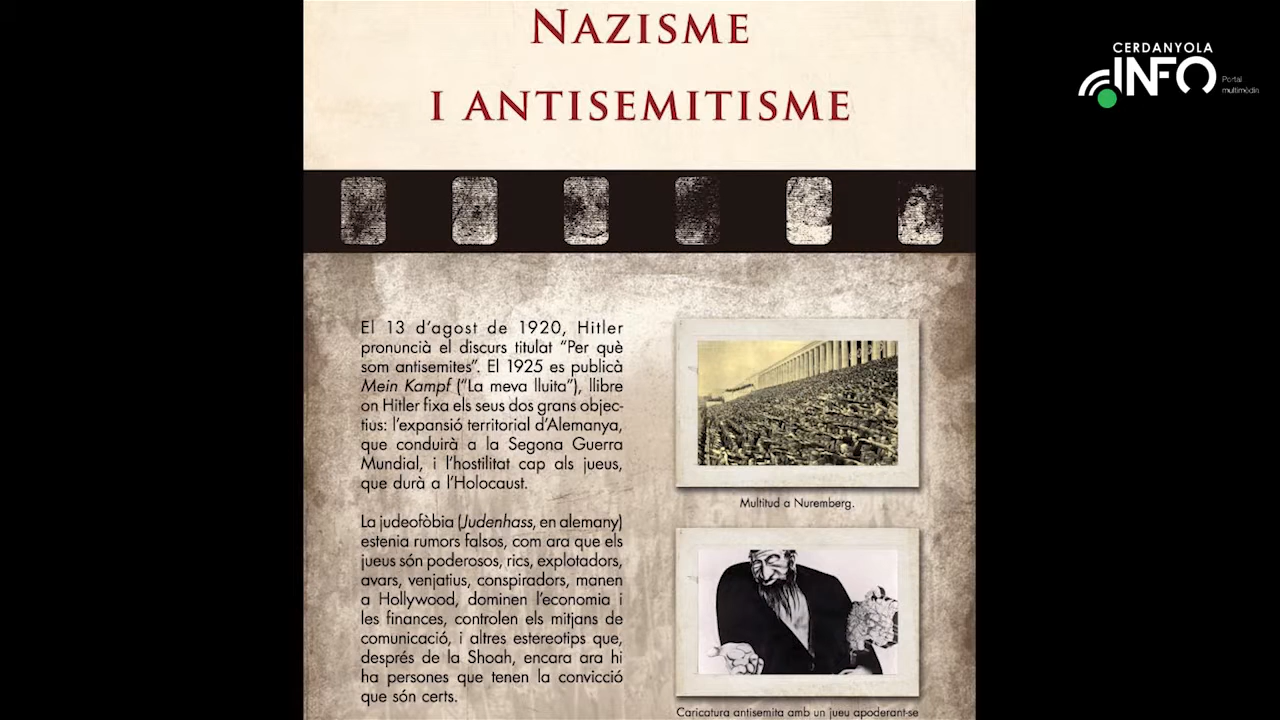 NAZISME
I ANTISEMITISME
CERDANYOLA
INFO
Portal
multimèdia
El 13 d’agost de 1920, Hitler
pronuncià el discurs titulat “Per què
som antisemites”. El 1925 es publicà
Mein Kampf (“La meva lluita”), llibre
on Hitler fixa els seus dos grans objec-
tius: l’expansió territorial d’Alemanya,
que conduirà a la Segona Guerra
Mundial, i l’hostilitat cap als jueus,
que durà a l’Holocaust.
La judeofòbia (Judenhass, en alemany)
estenia rumors falsos, com ara que els
jueus són poderosos, rics, explotadors,
avars, venjatius, conspiradors, manen
a Hollywood, dominen l’economia i
les finances, controlen els mitjans de
comunicació, i altres estereotips que,
després de la Shoah, encara ara hi
ha persones que tenen la convicció
que són certs.
Multitud a Nuremberg.
Caricatura antisemita amb un jueu apoderant-se